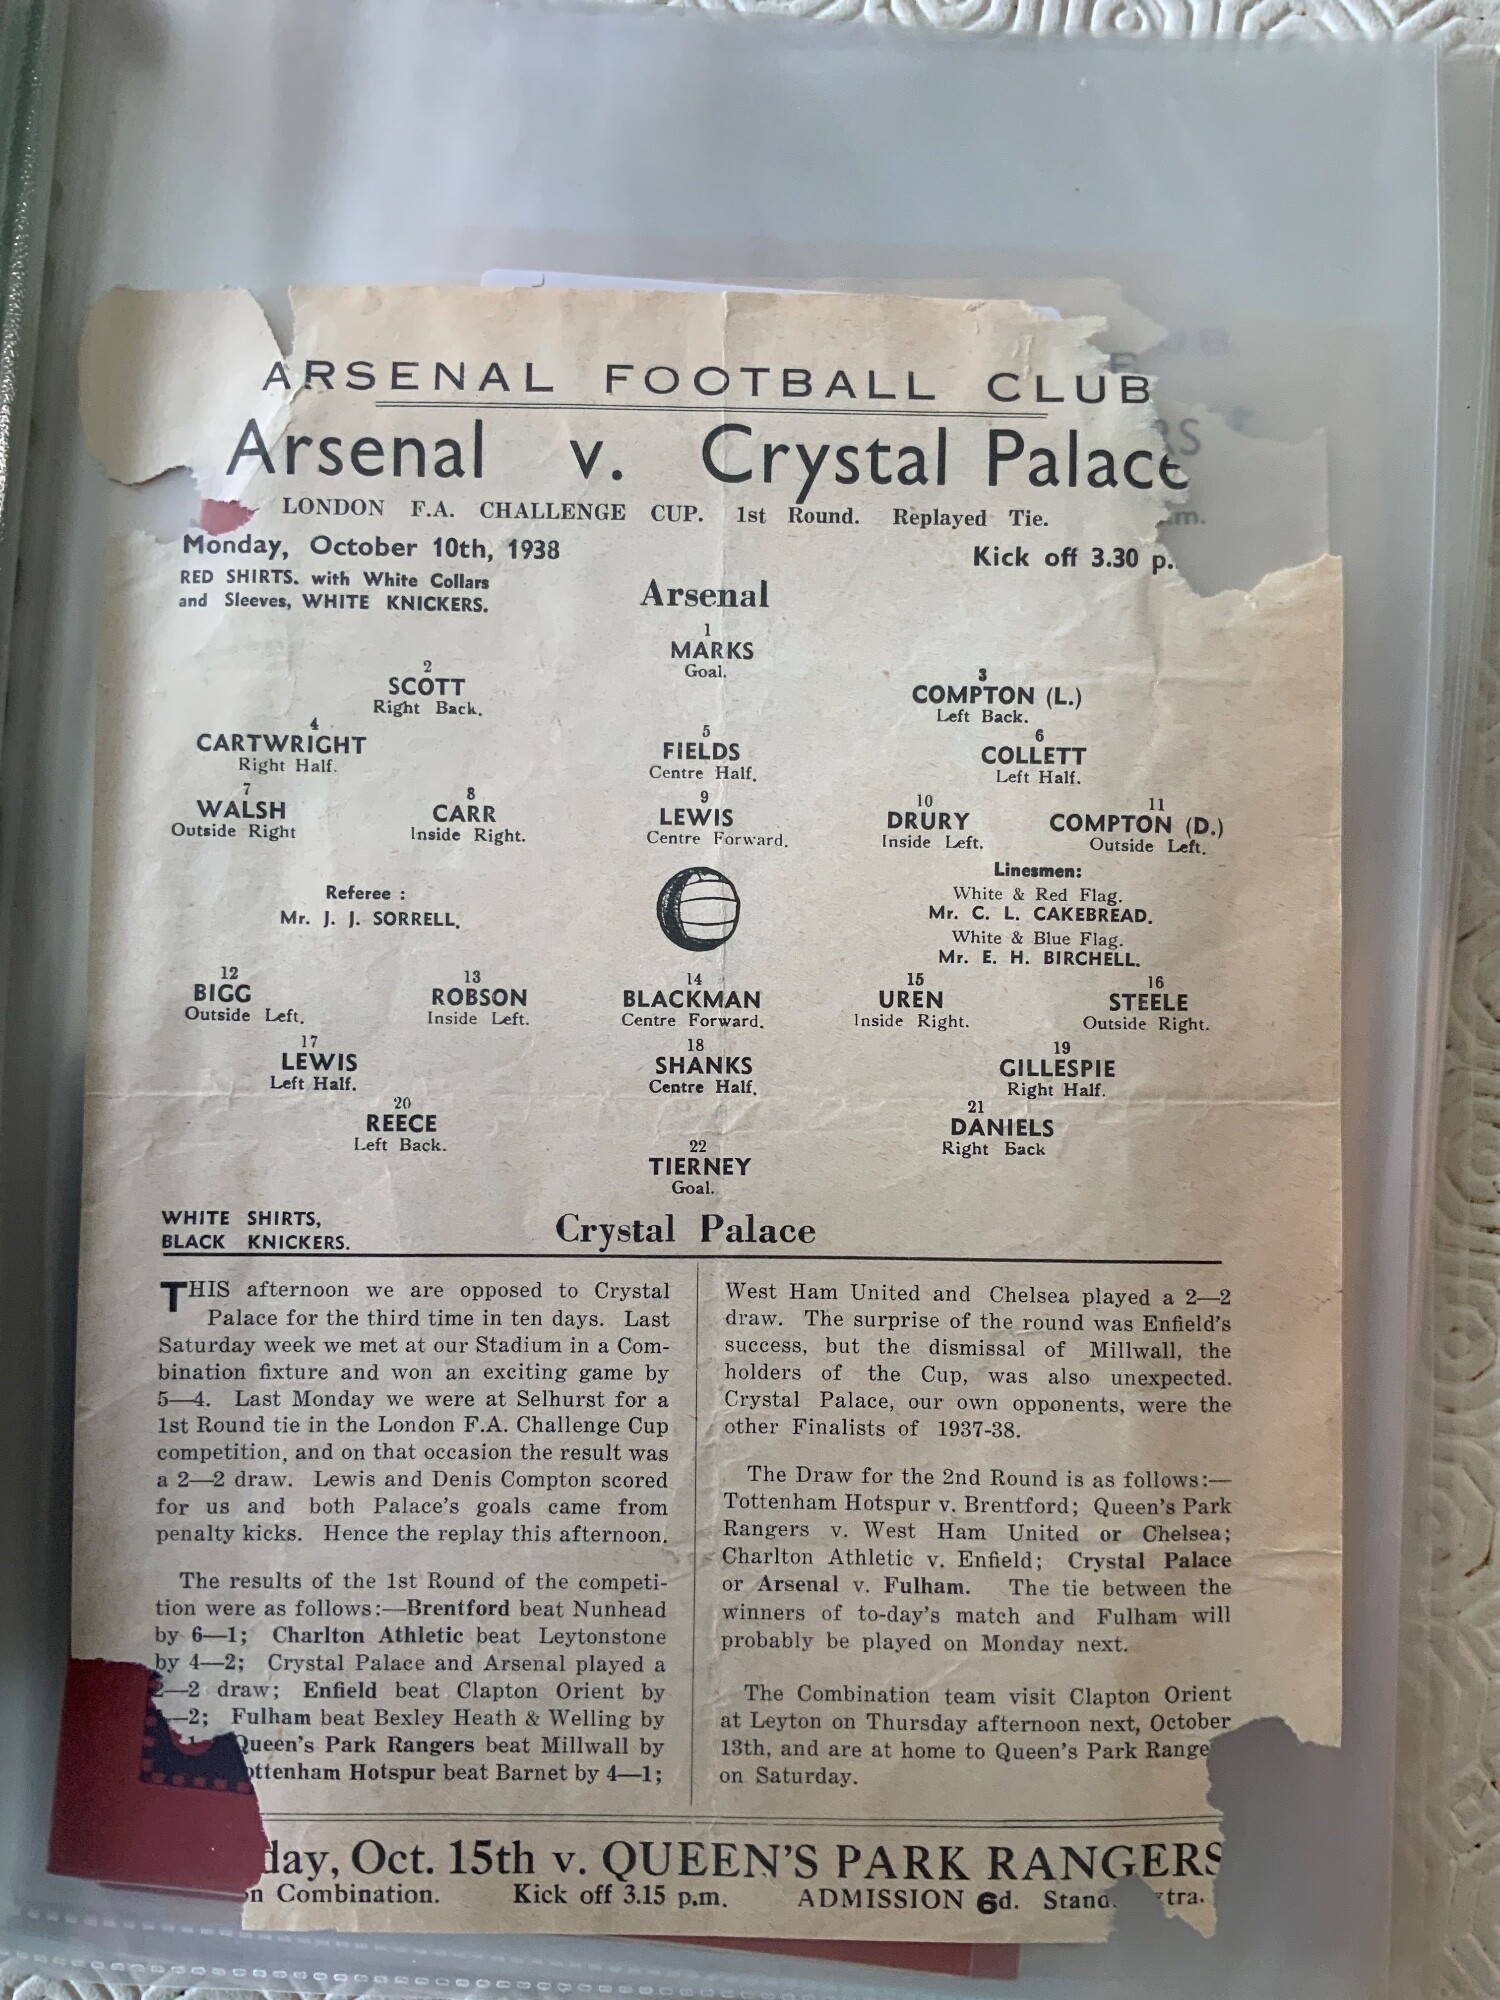 ARSENAL FOOTBALL CLUB
Arsenal v. Crystal Palace
LONDON F.A. CHALLENGE CUP. 1st Round. Replayed Tie.
Monday, October 10th, 1938
Kick off 3.30 p.
RED SHIRTS. with White Collars
and Sleeves, WHITE KNICKERS.
Arsenal
1
MARKS
Goal.
2
SCOTT
Right Back.
3
COMPTON (L.)
Left Back.
4
CARTWRIGHT
Right Half.
5
FIELDS
Centre Half.
6
COLLETT
Left Half.
7
WALSH
Outside Right
8
CARR
Inside Right.
9
LEWIS
Centre Forward.
10
DRURY
Inside Left.
11
COMPTON (D.)
Outside Left.
Referee :
Mr. J. J. SORRELL.
Linesmen:
White & Red Flag.
Mr. C. L. CAKEBREAD.
White & Blue Flag.
Mr. E. H. BIRCHELL.
12
BIGG
Outside Left.
13
ROBSON
Inside Left.
14
BLACKMAN
Centre Forward.
15
UREN
Inside Right.
16
STEELE
Outside Right.
17
LEWIS
Left Half.
18
SHANKS
Centre Half.
19
GILLESPIE
Right Half.
20
REECE
Left Back.
21
DANIELS
Right Back
22
TIERNEY
Goal.
WHITE SHIRTS,
BLACK KNICKERS.
Crystal Palace
THIS afternoon we are opposed to Crystal
Palace for the third time in ten days. Last
Saturday week we met at our Stadium in a Com-
bination fixture and won an exciting game by
5—4. Last Monday we were at Selhurst for a
1st Round tie in the London F.A. Challenge Cup
competition, and on that occasion the result was
a 2—2 draw. Lewis and Denis Compton scored
for us and both Palace's goals came from
penalty kicks. Hence the replay this afternoon.
The results of the 1st Round of the competi-
tion were as follows:—Brentford beat Nunhead
by 6—1; Charlton Athletic beat Leytonstone
by 4—2; Crystal Palace and Arsenal played a
2—2 draw; Enfield beat Clapton Orient by
—2; Fulham beat Bexley Heath & Welling by
Queen's Park Rangers beat Millwall by
ottenham Hotspur beat Barnet by 4—1;
West Ham United and Chelsea played a 2—2
draw. The surprise of the round was Enfield's
success, but the dismissal of Millwall, the
holders of the Cup, was also unexpected.
Crystal Palace, our own opponents, were the
other Finalists of 1937-38.
The Draw for the 2nd Round is as follows:—
Tottenham Hotspur v. Brentford; Queen's Park
Rangers v. West Ham United or Chelsea;
Charlton Athletic v. Enfield; Crystal Palace
or Arsenal v. Fulham. The tie between the
winners of to-day's match and Fulham will
probably be played on Monday next.
The Combination team visit Clapton Orient
at Leyton on Thursday afternoon next, October
13th, and are at home to Queen's Park Range
on Saturday.
day, Oct. 15th v. QUEEN'S PARK RANGERS
n Combination. Kick off 3.15 p.m. ADMISSION 6d. Stand. tra.